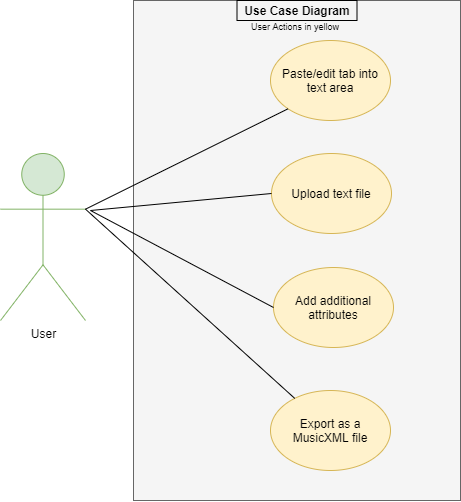 Use Case Diagram
User Actions in yellow
Paste/edit tab into
text area
Upload text file
Add additional
attributes
User
Export as a
MusicXML file